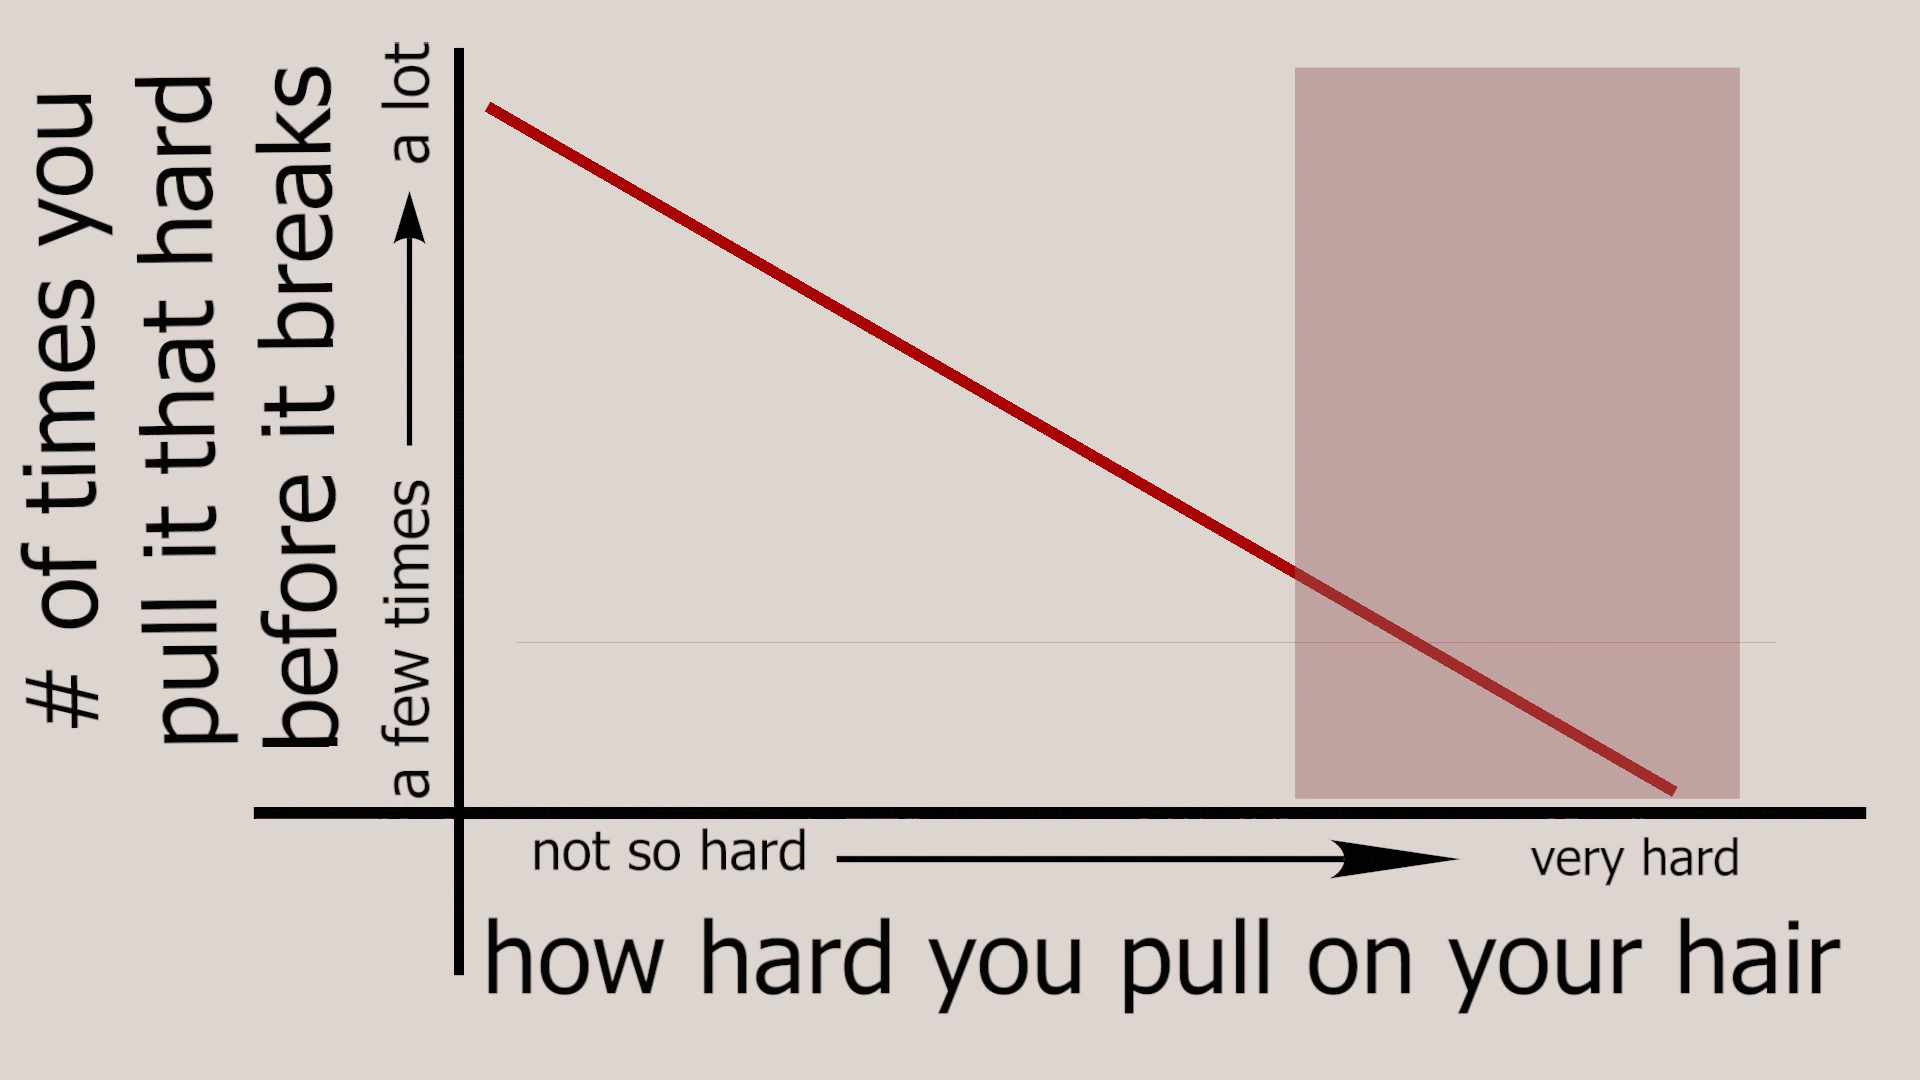 # of times you
pull it that hard
before it breaks
a few times
a lot
not so hard
very hard
how hard you pull on your hair